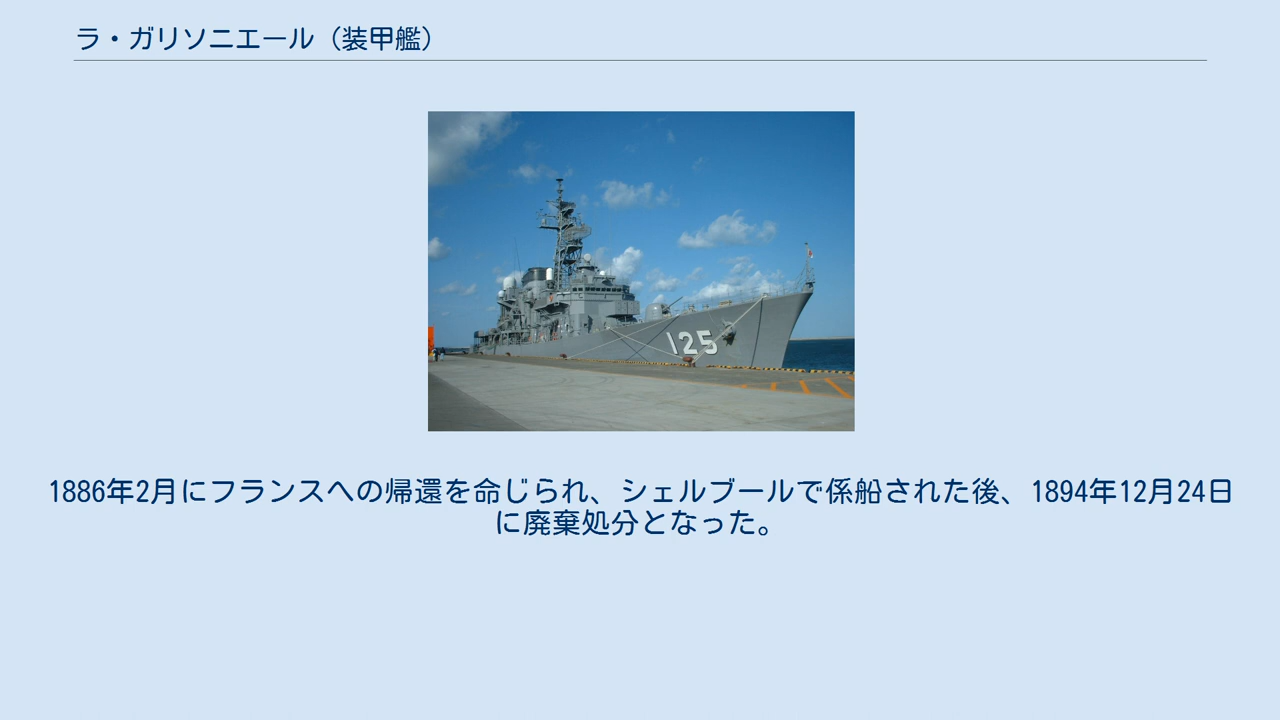 ラ・ガリソニエール（装甲艦）
125
1886年2月にフランスへの帰還を命じられ、シェルブールで係船された後、1894年12月24日
に廃棄処分となった。